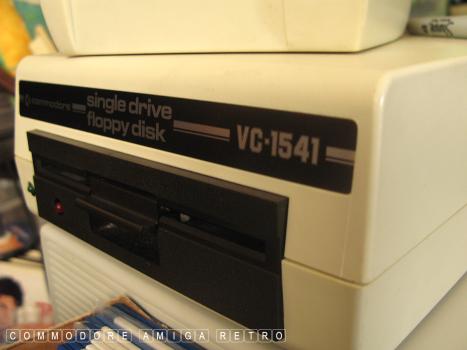 commodore
single drive
floppy disk
VC-1541
COMMODORE AMIGA RETRO